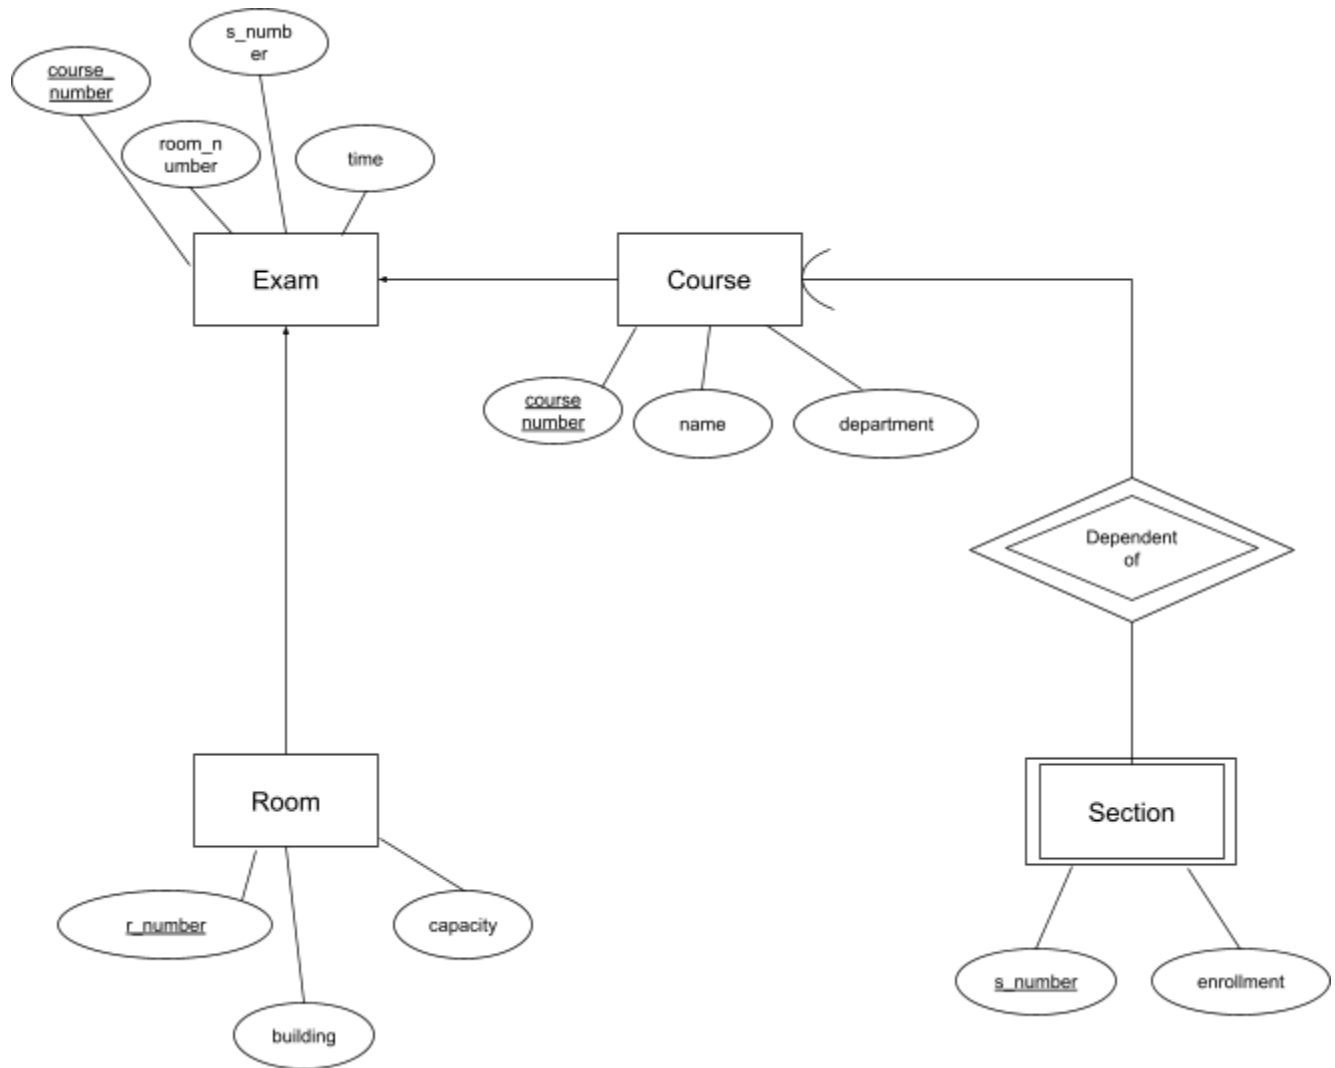 s_numb
er
course_
number
room_n
umber
time
Exam
Course
course
number
name
department
Dependent
of
Room
Section
r_number
capacity
s_number
enrollment
building